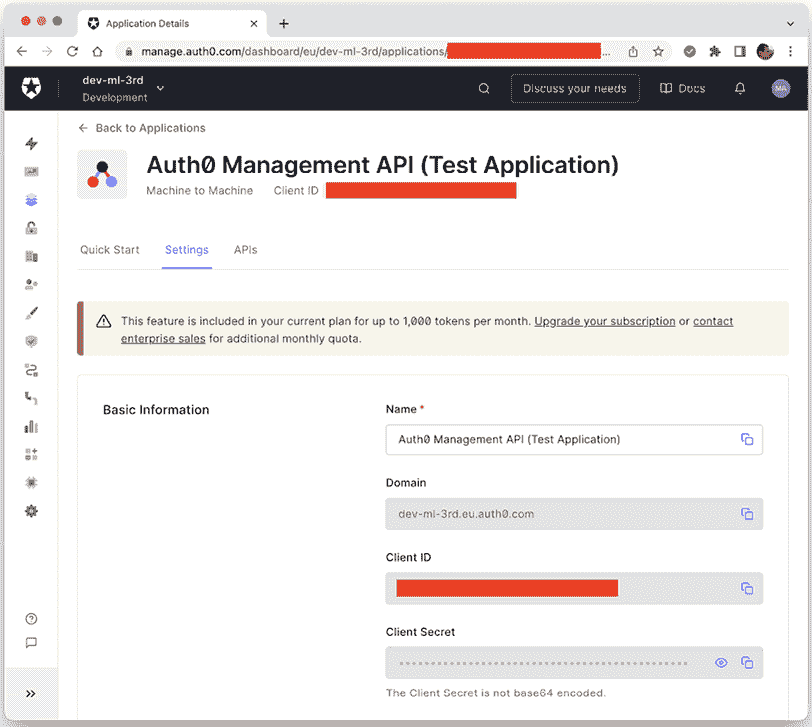 Application Details
manage.auth0.com/dashboard/eu/dev-ml-3rd/applications/ ...
dev-ml-3rd
Development
Discuss your needs
Docs
MA
Back to Applications
Auth0 Management API (Test Application)
Machine to Machine Client ID
Quick Start Settings APIs
This feature is included in your current plan for up to 1,000 tokens per month. Upgrade your subscription or contact
enterprise sales for additional monthly quota.
Basic Information
Name *
Auth0 Management API (Test Application)
Domain
dev-ml-3rd.eu.auth0.com
Client ID
Client Secret
The Client Secret is not base64 encoded.